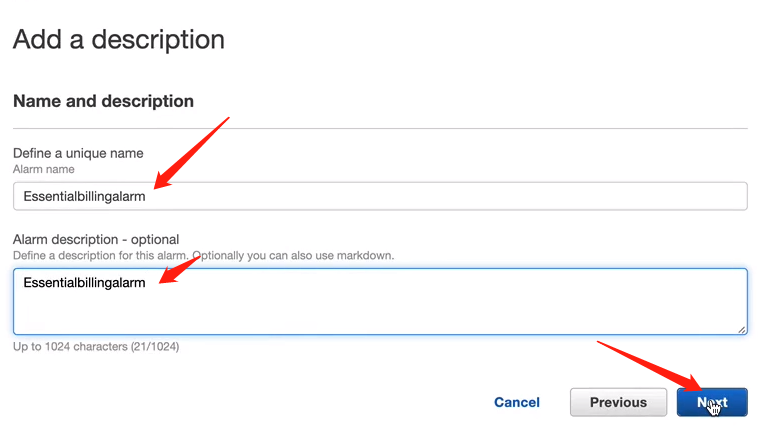 Add a description
Name and description
Define a unique name
Alarm name
Essentialbillingalarm
Alarm description - optional
Define a description for this alarm. Optionally you can also use markdown.
Essentialbillingalarm
Up to 1024 characters (21/1024)
Cancel Previous Next